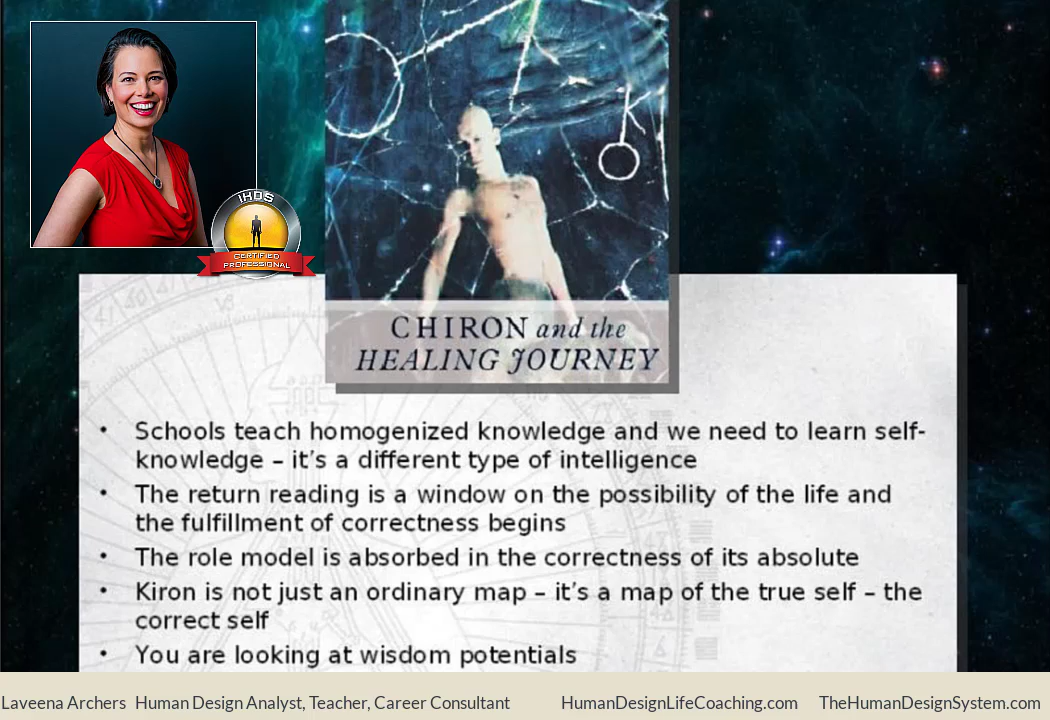 iHDS
CERTIFIED
PROFESSIONAL
CHIRON and the
HEALING JOURNEY
• Schools teach homogenized knowledge and we need to learn self-
knowledge – it's a different type of intelligence
• The return reading is a window on the possibility of the life and
the fulfillment of correctness begins
• The role model is absorbed in the correctness of its absolute
• Kiron is not just an ordinary map – it's a map of the true self – the
correct self
• You are looking at wisdom potentials
Laveena Archers Human Design Analyst, Teacher, Career Consultant HumanDesignLifeCoaching.com TheHumanDesignSystem.com